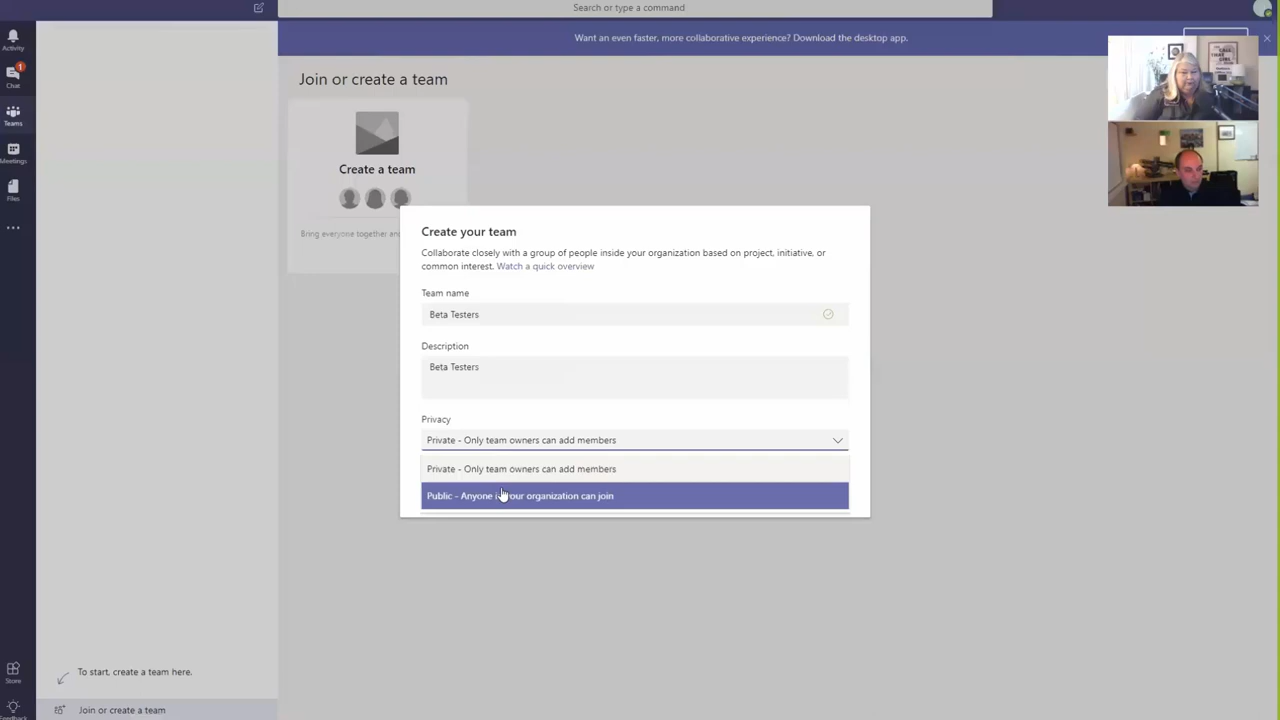 Search or type a command
Want an even faster, more collaborative experience? Download the desktop app.
Activity
Chat
1
Teams
Meetings
Files
Join or create a team
Create a team
Bring everyone together and
Create your team
Collaborate closely with a group of people inside your organization based on project, initiative, or
common interest. Watch a quick overview
Team name
Beta Testers
Description
Beta Testers
Privacy
Private - Only team owners can add members
Private - Only team owners can add members
Public - Anyone in your organization can join
To start, create a team here.
Join or create a team
Store
Feedback